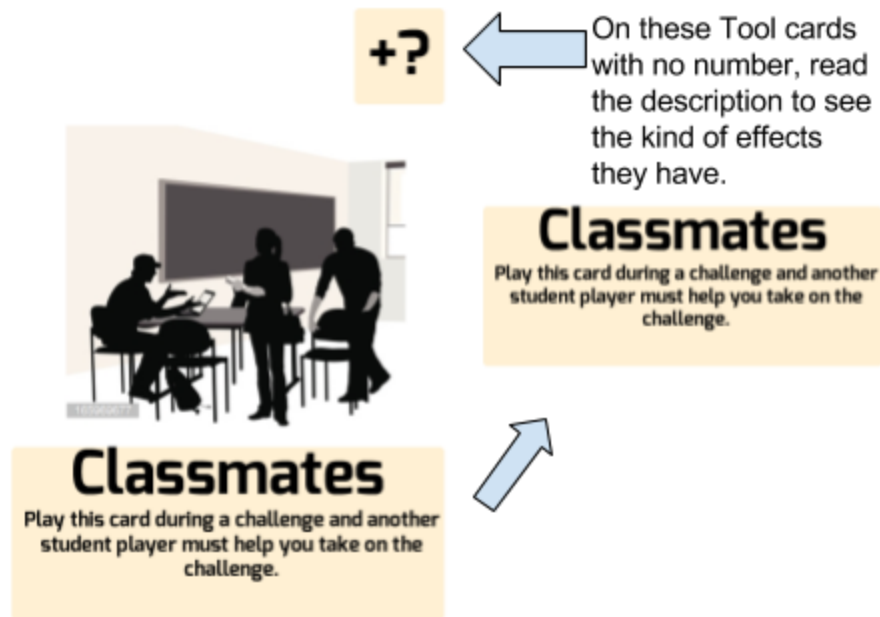 +?
On these Tool cards
with no number, read
the description to see
the kind of effects
they have.
Classmates
Play this card during a challenge and another
student player must help you take on the
challenge.
Classmates
Play this card during a challenge and another
student player must help you take on the
challenge.